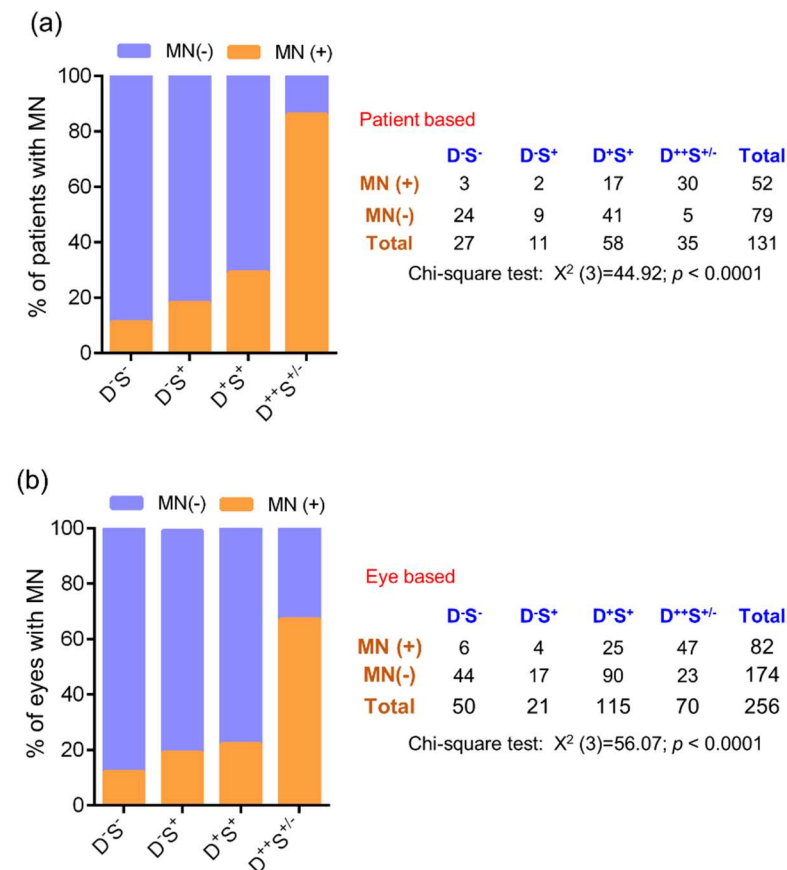 (a)
MN(-) MN (+)
% of patients with MN
100
80
60
40
20
0
D⁻S⁻ D⁻S⁺ D⁺S⁺ D⁺⁺S⁺/⁻
Patient based
D⁻S⁻ D⁻S⁺ D⁺S⁺ D⁺⁺S⁺/⁻ Total
MN (+) 3 2 17 30 52
MN(-) 24 9 41 5 79
Total 27 11 58 35 131
Chi-square test: X² (3)=44.92; p < 0.0001
(b)
MN(-) MN (+)
% of eyes with MN
100
80
60
40
20
0
D⁻S⁻ D⁻S⁺ D⁺S⁺ D⁺⁺S⁺/⁻
Eye based
D⁻S⁻ D⁻S⁺ D⁺S⁺ D⁺⁺S⁺/⁻ Total
MN (+) 6 4 25 47 82
MN(-) 44 17 90 23 174
Total 50 21 115 70 256
Chi-square test: X² (3)=56.07; p < 0.0001